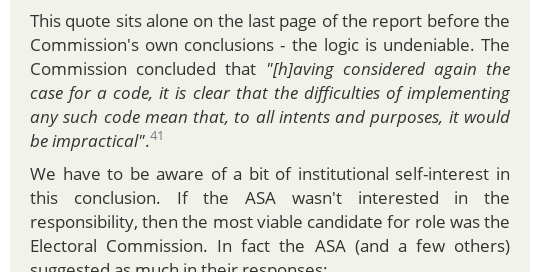 This quote sits alone on the last page of the report before the
Commission's own conclusions - the logic is undeniable. The
Commission concluded that "[h]aving considered again the
case for a code, it is clear that the difficulties of implementing
any such code mean that, to all intents and purposes, it would
be impractical".41
We have to be aware of a bit of institutional self-interest in
this conclusion. If the ASA wasn't interested in the
responsibility, then the most viable candidate for role was the
Electoral Commission. In fact the ASA (and a few others)
suggested as much in their responses: